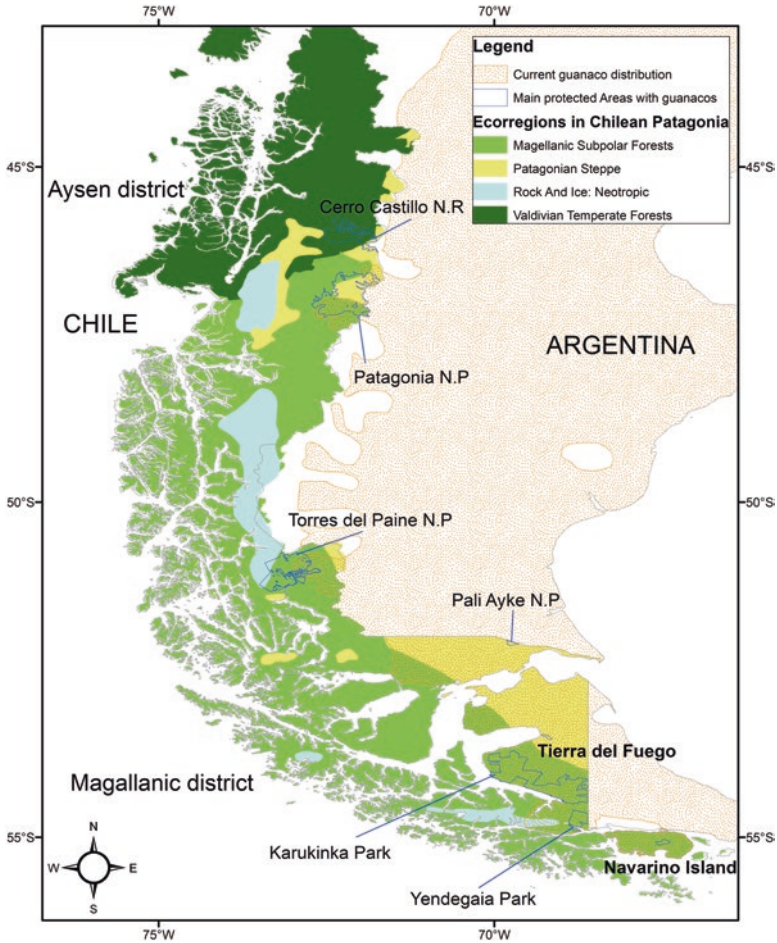 75°W
70°W
Legend
Current guanaco distribution
Main protected Areas with guanacos
Ecorregions in Chilean Patagonia
Magellanic Subpolar Forests
Patagonian Steppe
Rock And Ice: Neotropic
Valdivian Temperate Forests
45°S
45°S
Aysen district
Cerro Castillo N.R
CHILE
ARGENTINA
Patagonia N.P
50°S
50°S
Torres del Paine N.P
Pali Ayke N.P
Tierra del Fuego
Magallanic district
55°S
55°S
Karukinka Park
Navarino Island
Yendegaia Park
N
W
E
S
75°W
70°W